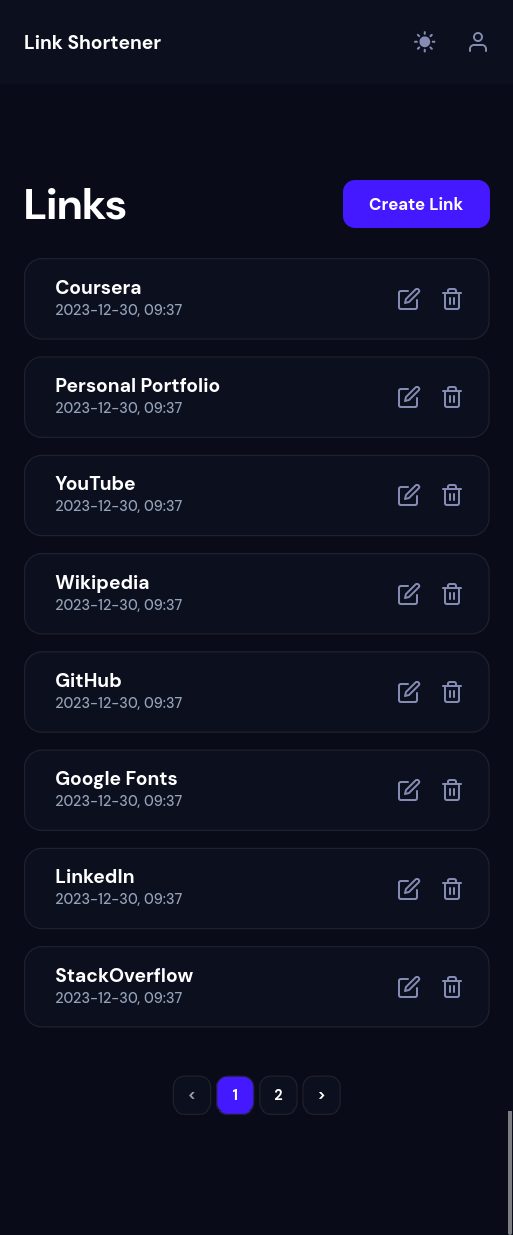 Link Shortener
Links
Create Link
Coursera
2023-12-30, 09:37
Personal Portfolio
2023-12-30, 09:37
YouTube
2023-12-30, 09:37
Wikipedia
2023-12-30, 09:37
GitHub
2023-12-30, 09:37
Google Fonts
2023-12-30, 09:37
LinkedIn
2023-12-30, 09:37
StackOverflow
2023-12-30, 09:37
‹ 1 2 ›